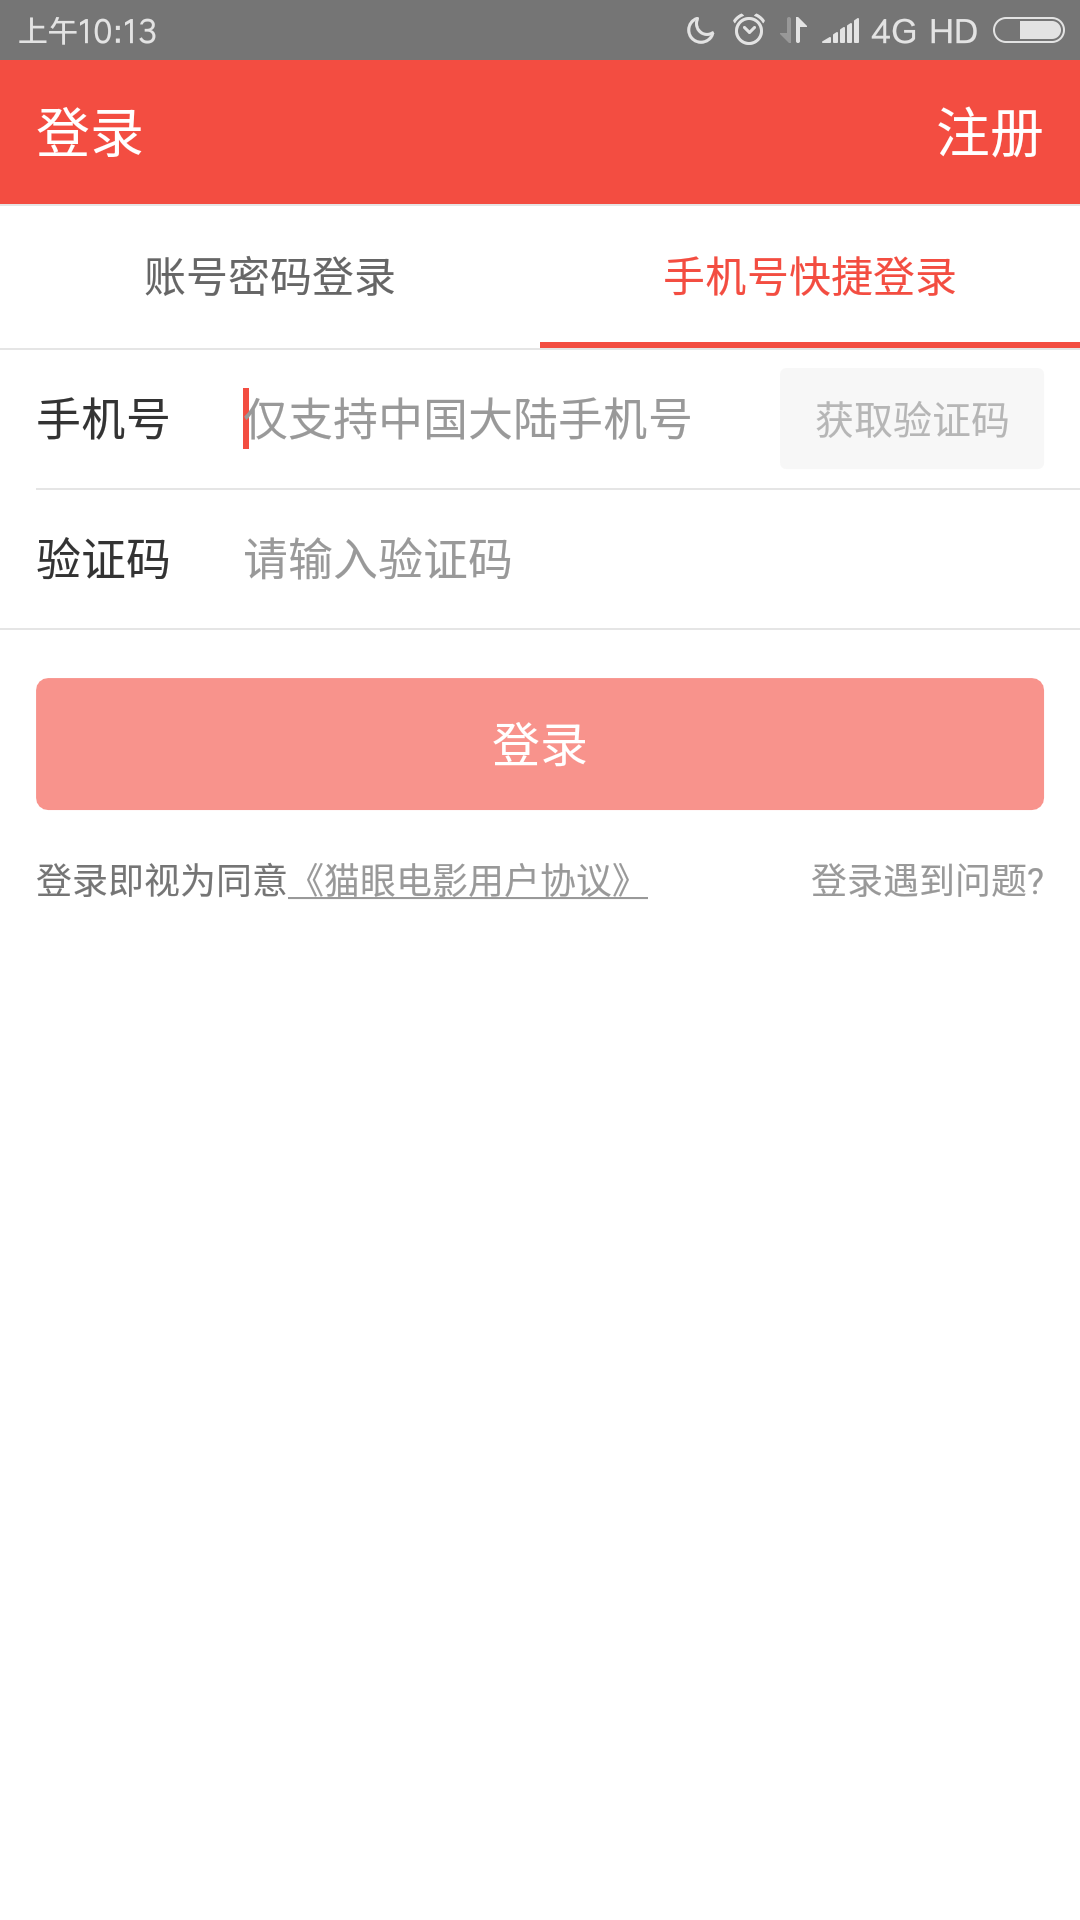 上午10:13 4G HD
登录 注册
账号密码登录 手机号快捷登录
手机号 仅支持中国大陆手机号 获取验证码
验证码 请输入验证码
登录
登录即视为同意《猫眼电影用户协议》 登录遇到问题?